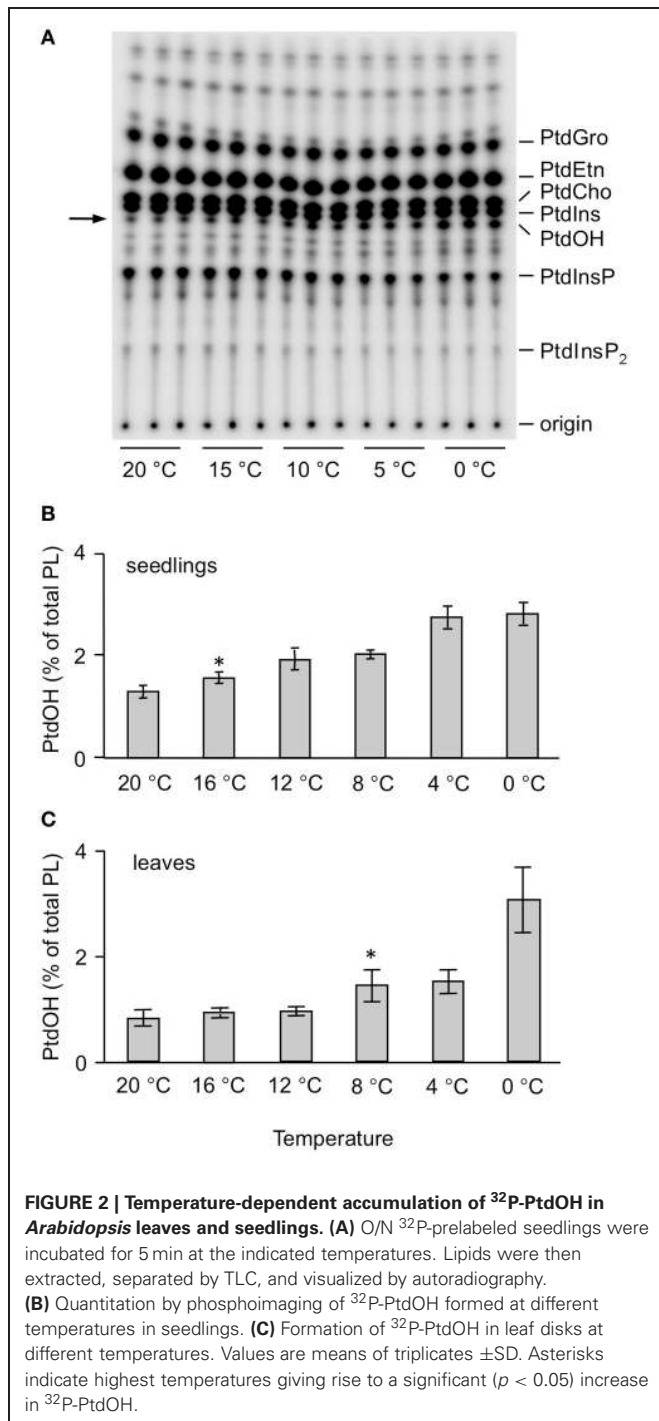 A
PtdGro
PtdEtn
PtdCho
PtdIns
PtdOH
PtdInsP
PtdInsP₂
origin
20 °C 15 °C 10 °C 5 °C 0 °C
B
4
seedlings
PtdOH (% of total PL)
*
2
0
20 °C 16 °C 12 °C 8 °C 4 °C 0 °C
C
4
leaves
PtdOH (% of total PL)
2
*
0
20 °C 16 °C 12 °C 8 °C 4 °C 0 °C
Temperature
FIGURE 2 | Temperature-dependent accumulation of ³²P-PtdOH in
Arabidopsis leaves and seedlings. (A) O/N ³²P-prelabeled seedlings were
incubated for 5 min at the indicated temperatures. Lipids were then
extracted, separated by TLC, and visualized by autoradiography.
(B) Quantitation by phosphoimaging of ³²P-PtdOH formed at different
temperatures in seedlings. (C) Formation of ³²P-PtdOH in leaf disks at
different temperatures. Values are means of triplicates ±SD. Asterisks
indicate highest temperatures giving rise to a significant (p < 0.05) increase
in ³²P-PtdOH.